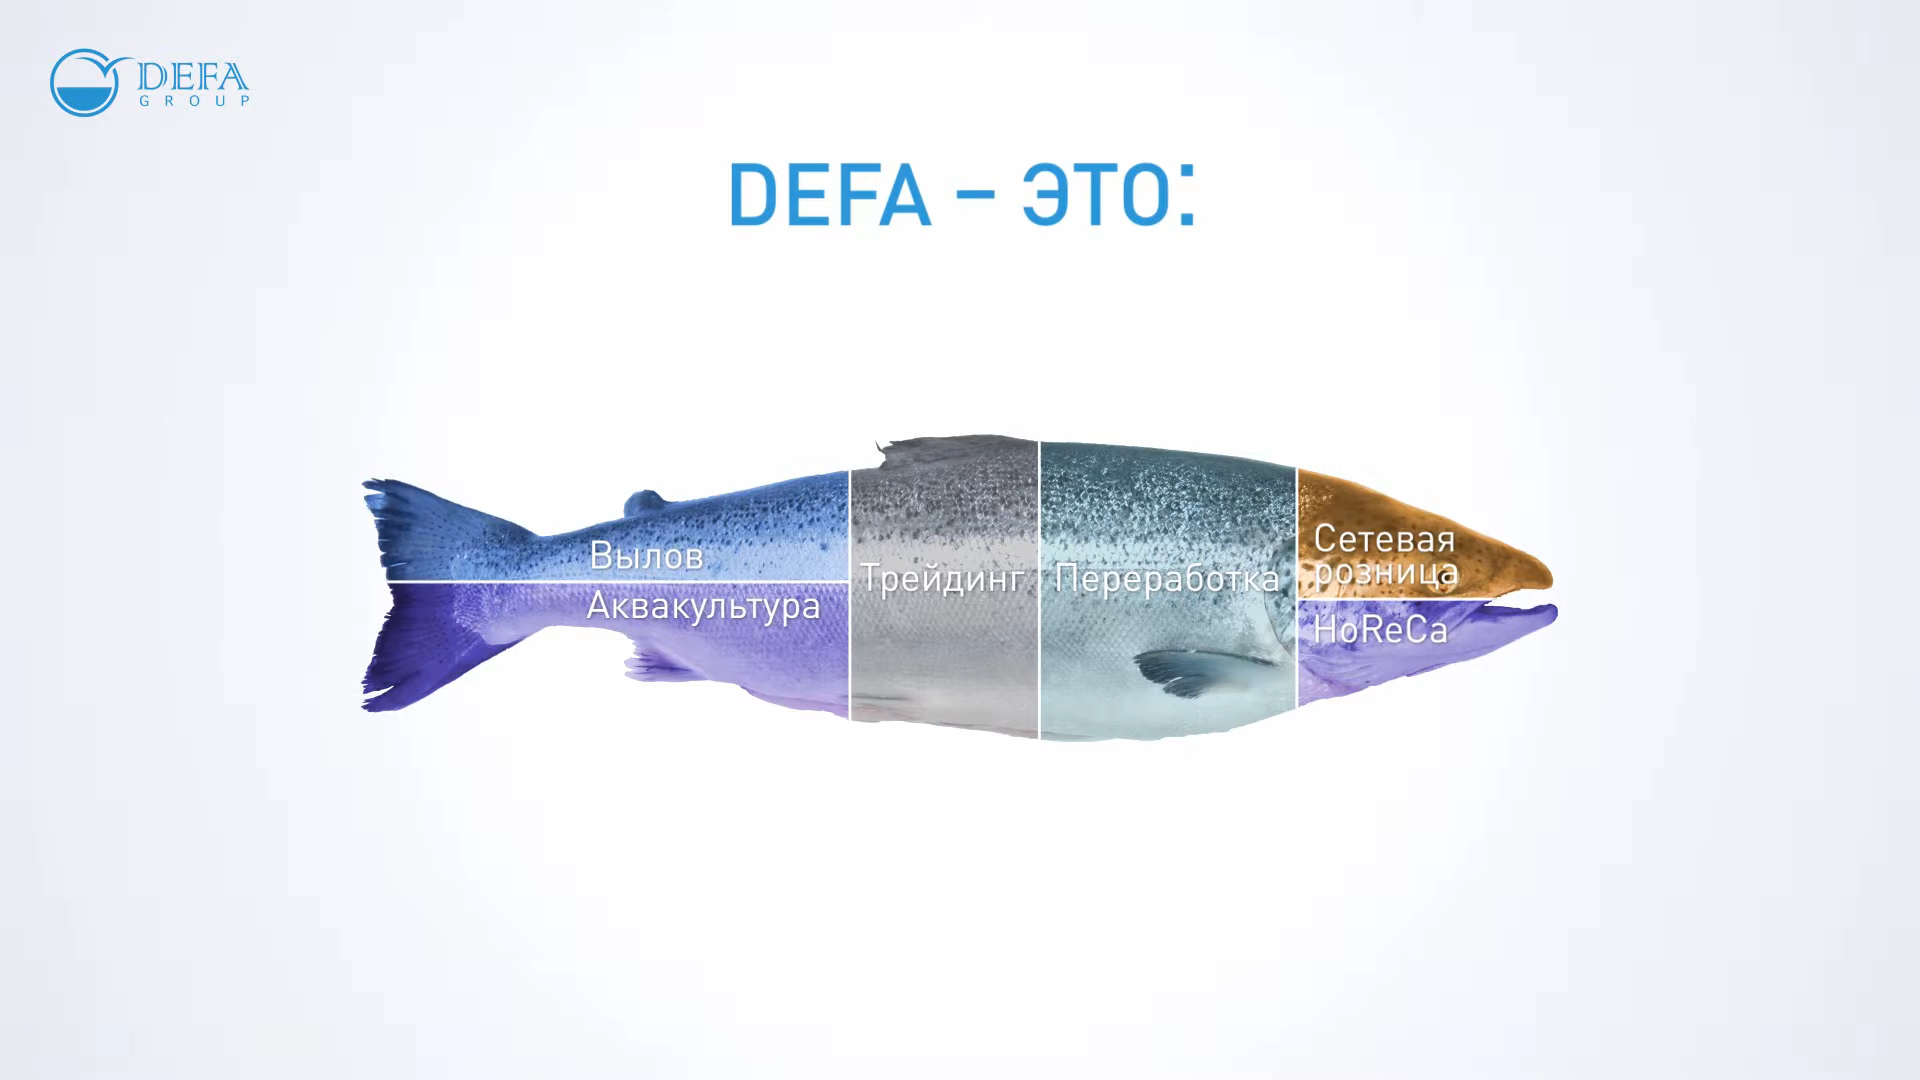 DEFA
GROUP
DEFA – ЭТО:
Вылов
Аквакультура
Трейдинг
Переработка
Сетевая
розница
HoReCa